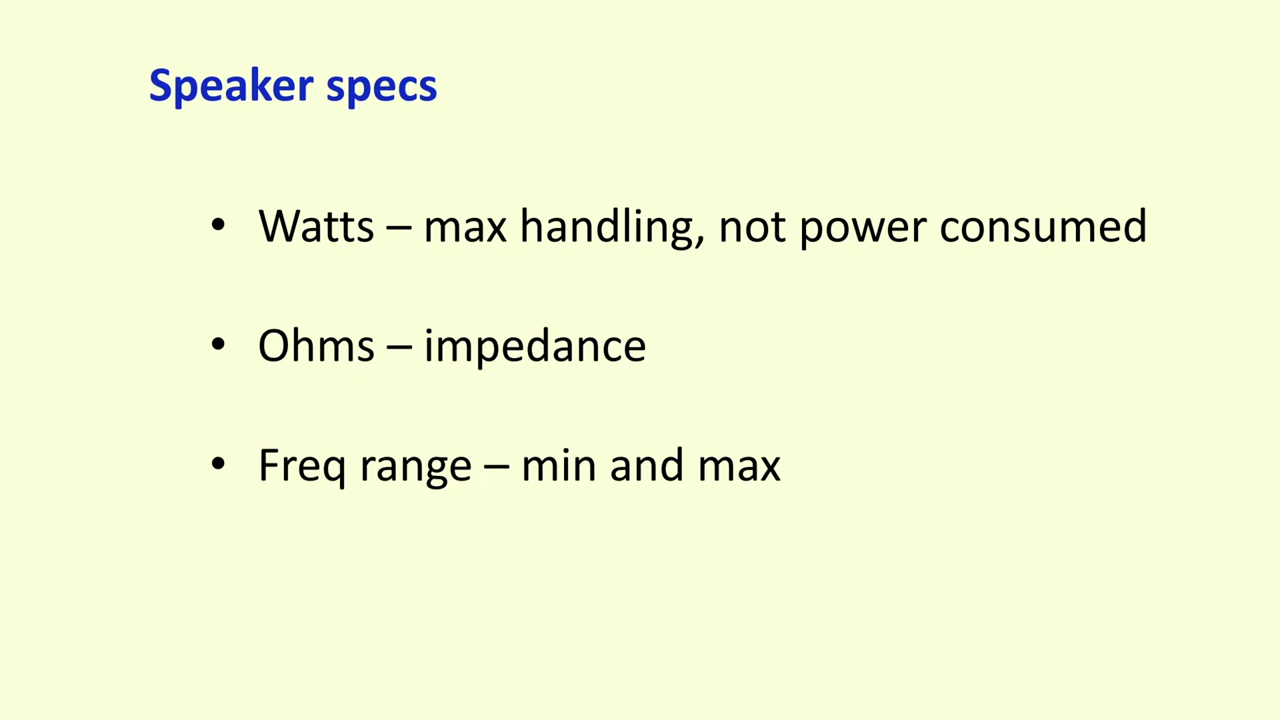 Speaker specs
• Watts – max handling, not power consumed
• Ohms – impedance
• Freq range – min and max